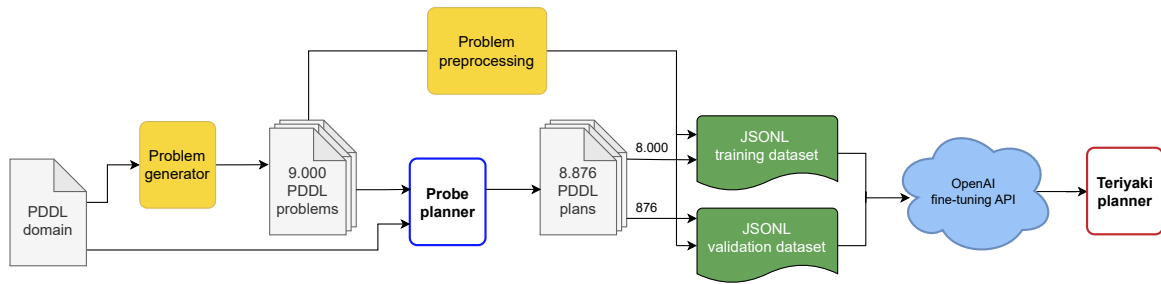 Problem
preprocessing
Problem
generator
PDDL
domain
9.000
PDDL
problems
Probe
planner
8.876
PDDL
plans
8.000
876
JSONL
training dataset
JSONL
validation dataset
OpenAI
fine-tuning API
Teriyaki
planner